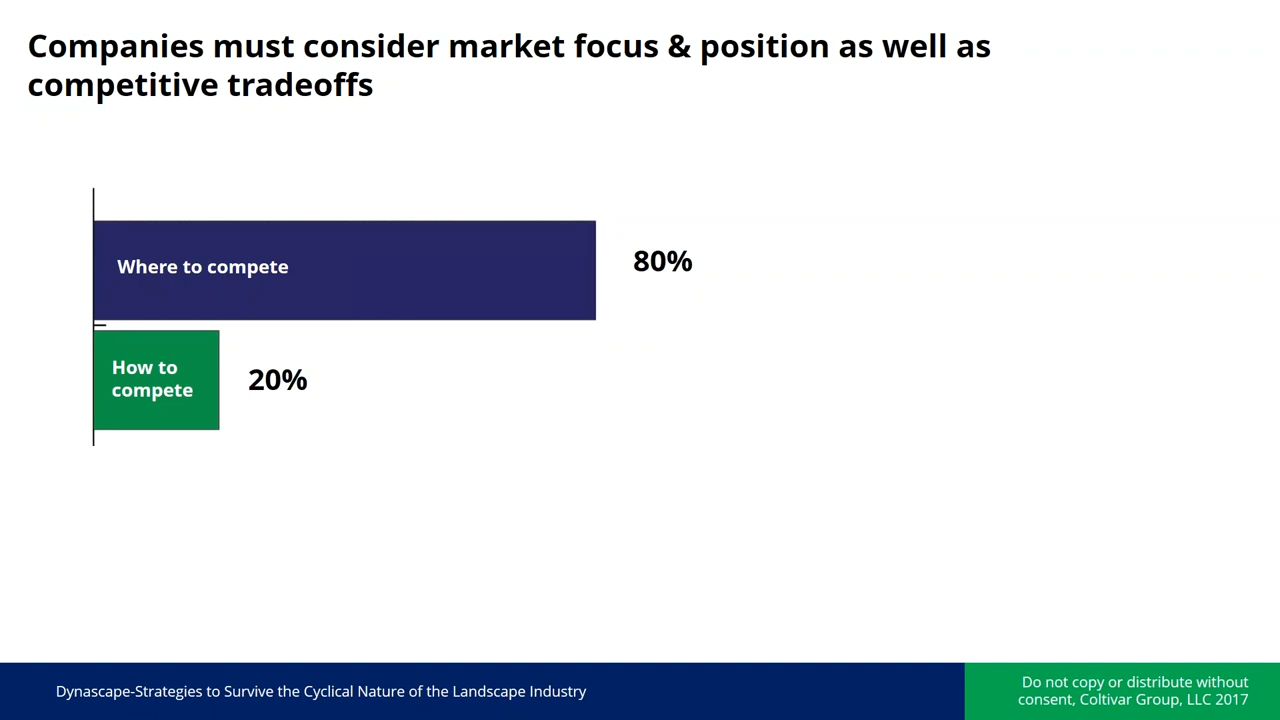 Companies must consider market focus & position as well as
competitive tradeoffs
Where to compete
80%
How to
compete
20%
Dynascape-Strategies to Survive the Cyclical Nature of the Landscape Industry
Do not copy or distribute without
consent, Coltivar Group, LLC 2017